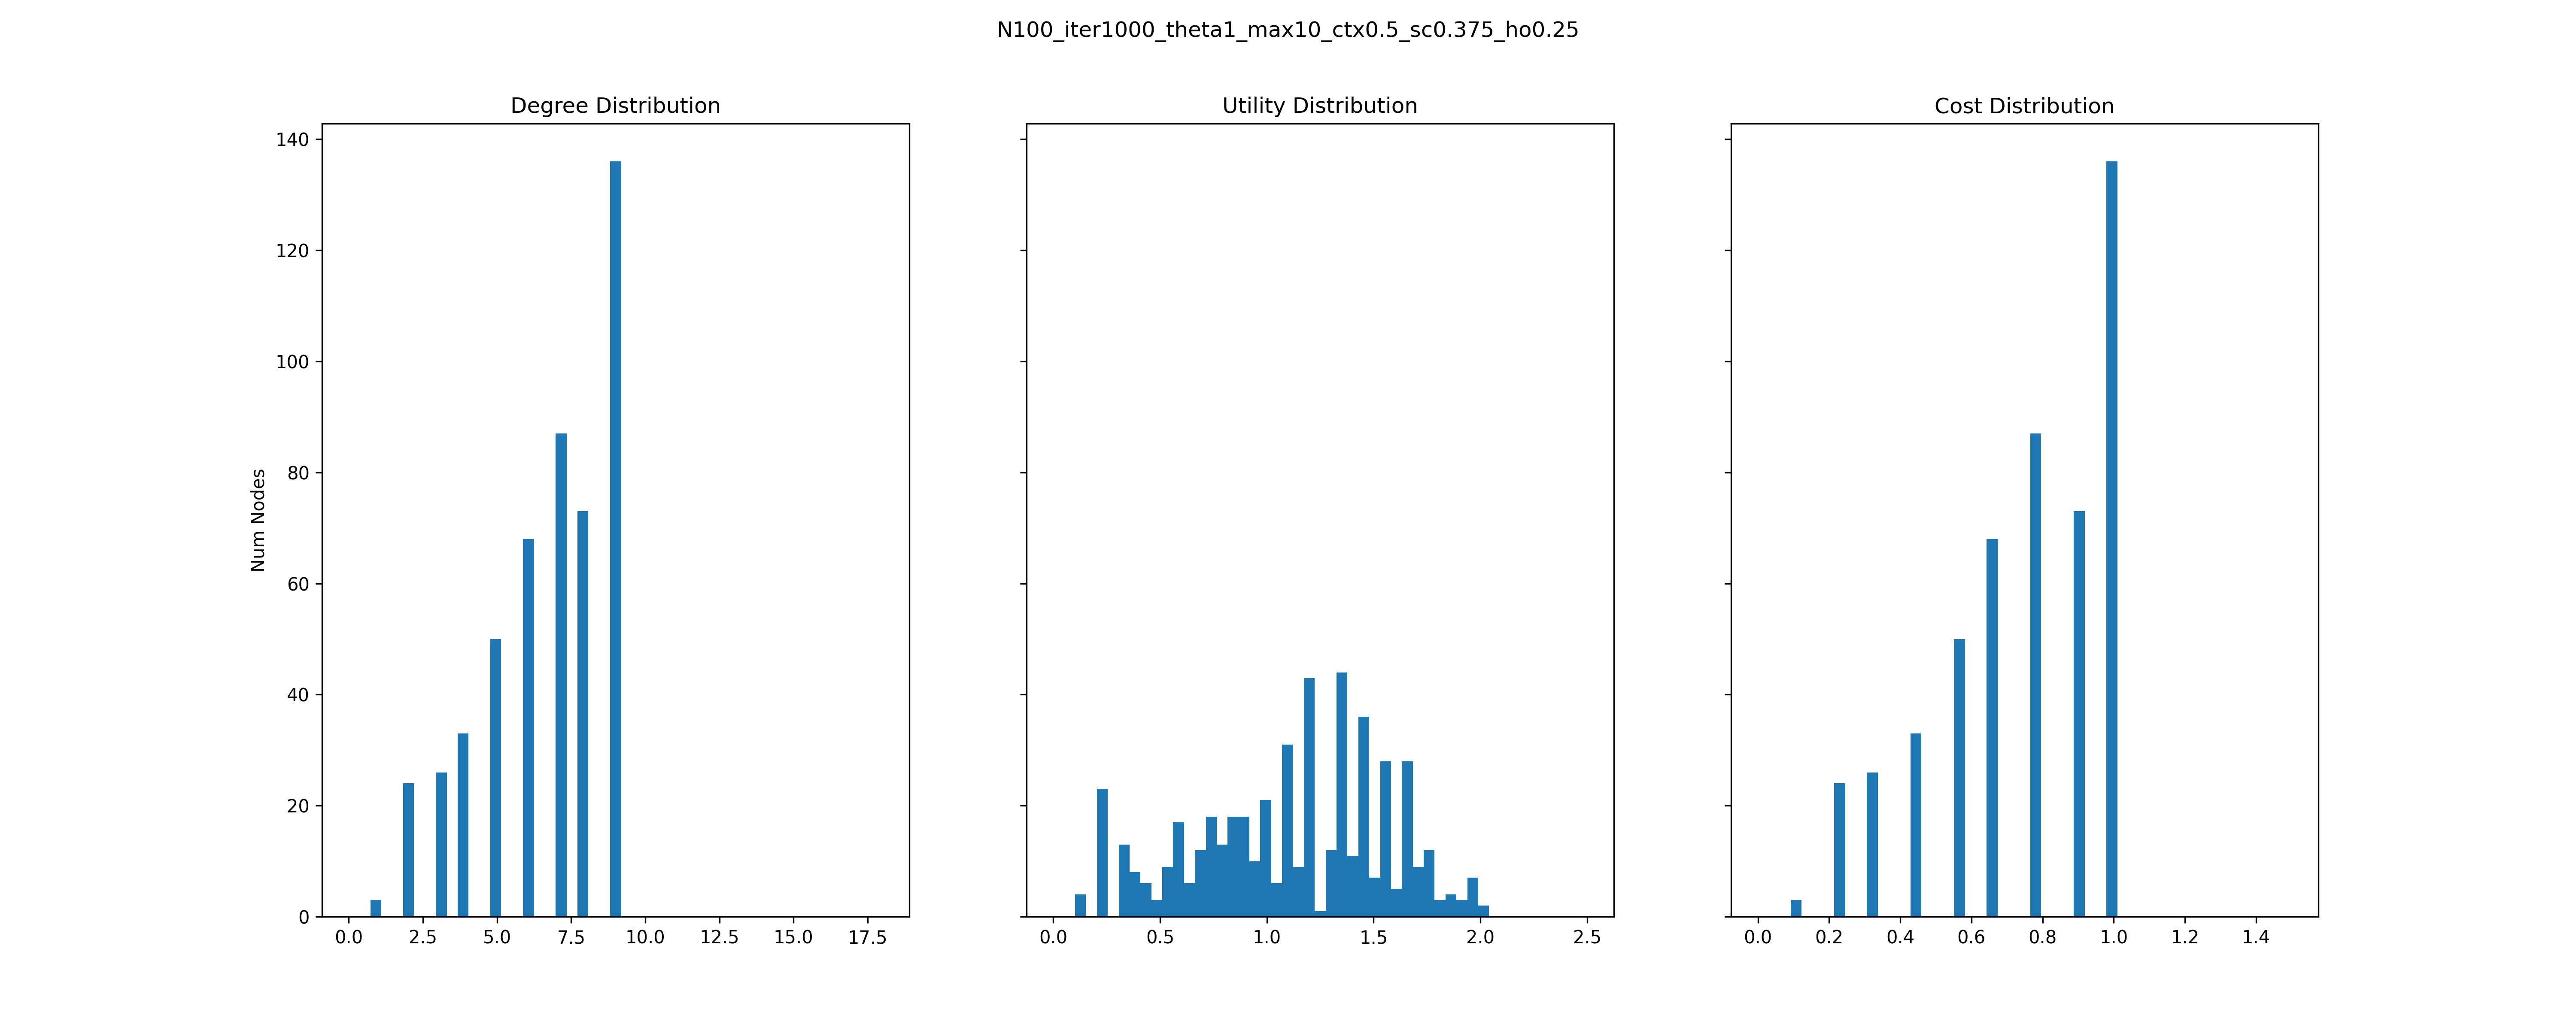 N100_iter1000_theta1_max10_ctx0.5_sc0.375_ho0.25
Degree Distribution
Utility Distribution
Cost Distribution
140
120
100
80
60
40
20
0
Num Nodes
0.0 2.5 5.0 7.5 10.0 12.5 15.0 17.5
0.0 0.5 1.0 1.5 2.0 2.5
0.0 0.2 0.4 0.6 0.8 1.0 1.2 1.4